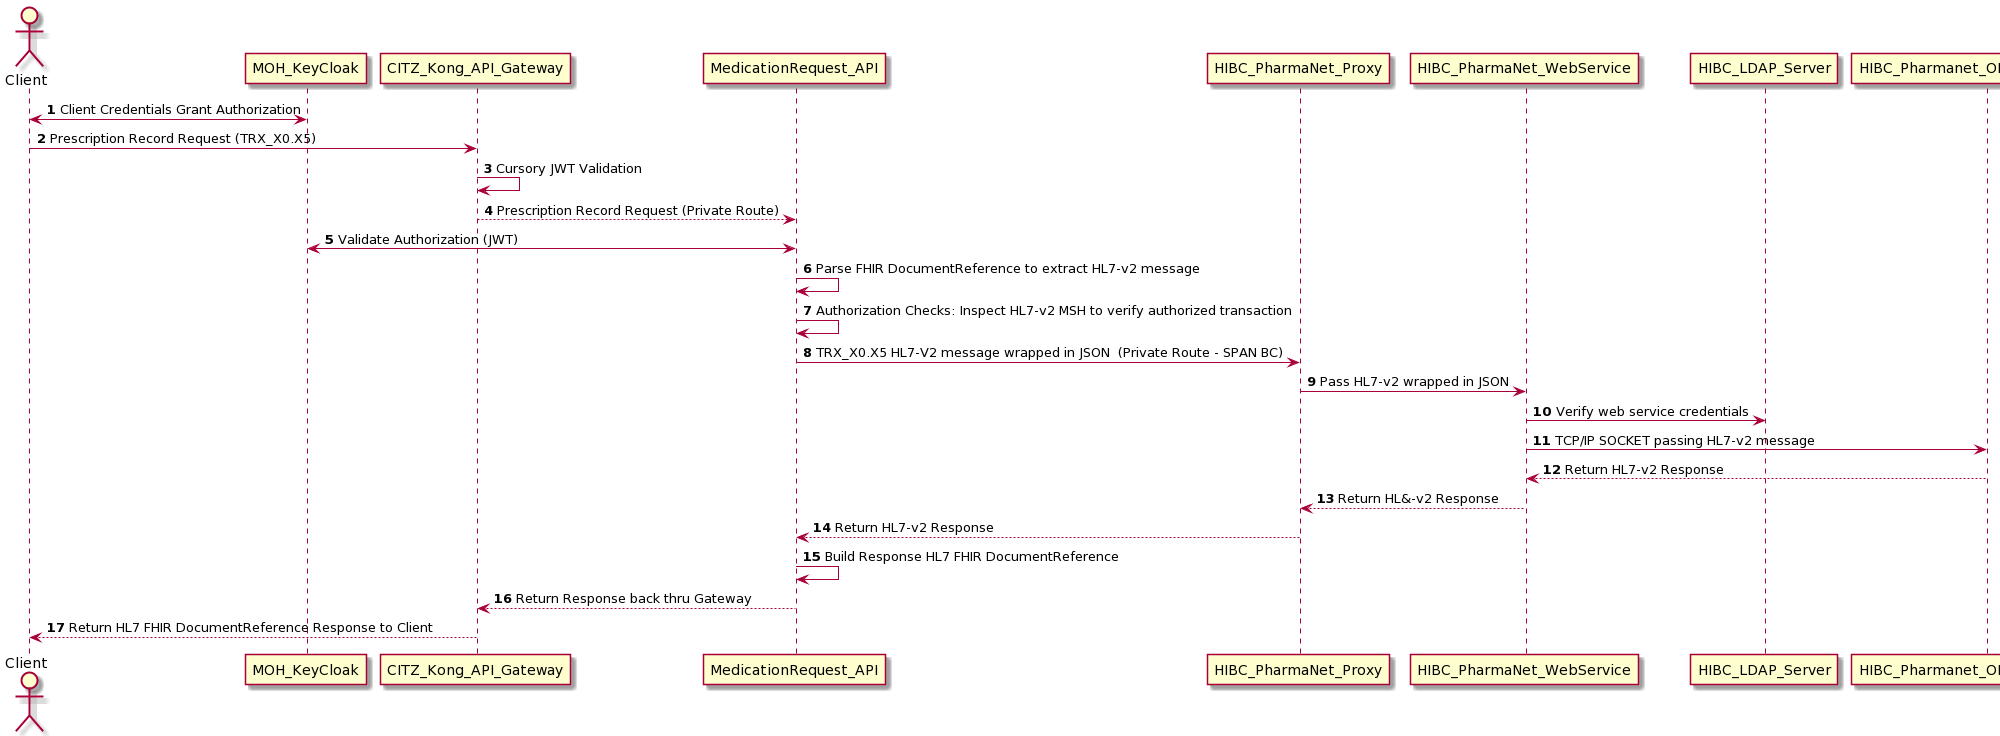 Client
MOH_KeyCloak
CITZ_Kong_API_Gateway
MedicationRequest_API
HIBC_PharmaNet_Proxy
HIBC_PharmaNet_WebService
HIBC_LDAP_Server
1 Client Credentials Grant Authorization
2 Prescription Record Request (TRX_X0.X5)
3 Cursory JWT Validation
4 Prescription Record Request (Private Route)
5 Validate Authorization (JWT)
6 Parse FHIR DocumentReference to extract HL7-v2 message
7 Authorization Checks: Inspect HL7-v2 MSH to verify authorized transaction
8 TRX_X0.X5 HL7-V2 message wrapped in JSON  (Private Route - SPAN BC)
9 Pass HL7-v2 wrapped in JSON
10 Verify web service credentials
11 TCP/IP SOCKET passing HL7-v2 message
12 Return HL7-v2 Response
13 Return HL&-v2 Response
14 Return HL7-v2 Response
15 Build Response HL7 FHIR DocumentReference
16 Return Response back thru Gateway
17 Return HL7 FHIR DocumentReference Response to Client
Client
MOH_KeyCloak
CITZ_Kong_API_Gateway
MedicationRequest_API
HIBC_PharmaNet_Proxy
HIBC_PharmaNet_WebService
HIBC_LDAP_Server